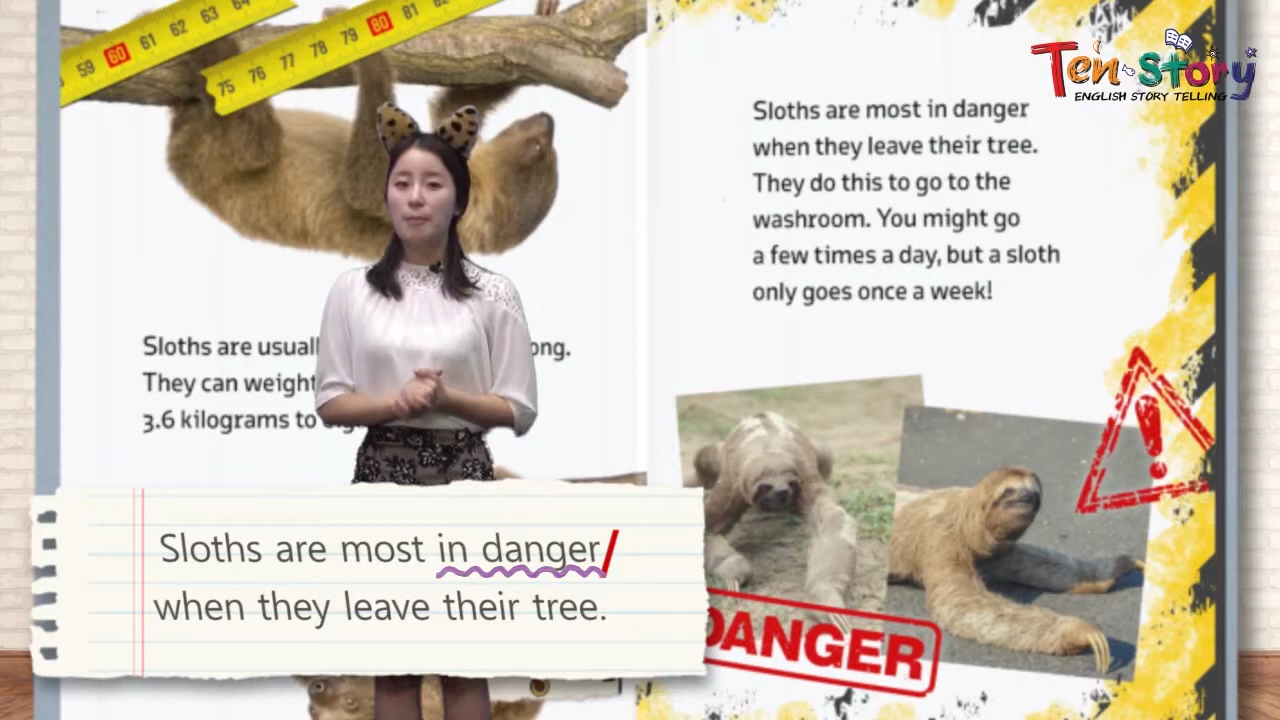 59 60 61 62 63 64
75 76 77 78 79 80 81
Ten Story
ENGLISH STORY TELLING
Sloths are most in danger
when they leave their tree.
They do this to go to the
washroom. You might go
a few times a day, but a sloth
only goes once a week!
Sloths are
They can weigh
3.6 kilograms to
Sloths are most in danger/
when they leave their tree.
DANGER